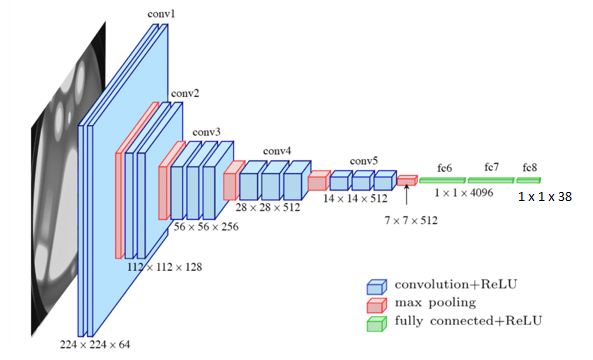 conv1
conv2
conv3
conv4
conv5
fc6
fc7
fc8
1 × 1 × 4096
1 x 1 x 38
14 × 14 × 512
28 × 28 × 512
7 × 7 × 512
56 × 56 × 256
112 × 112 × 128
224 × 224 × 64
convolution+ReLU
max pooling
fully connected+ReLU